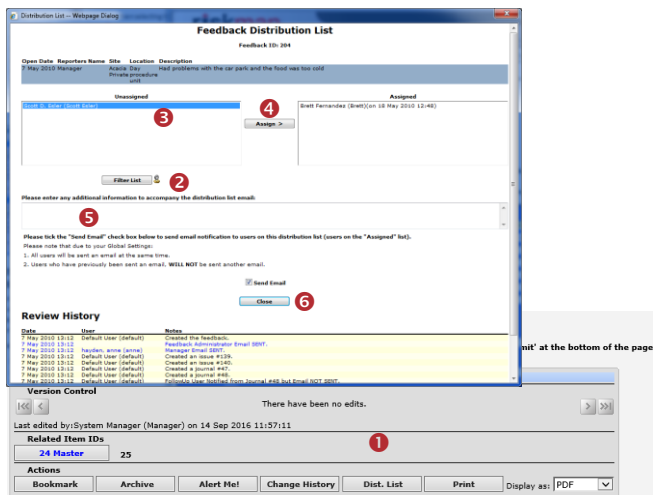 Distribution List -- Webpage Dialog
Feedback Distribution List
Feedback ID: 204
Open Date Reporters Name Site Location Description
7 May 2010 Manager Acacia Day Had problems with the car park and the food was too cold
Private procedure
unit
Unassigned Assigned
Scott D. Esler (Scott Esler) Brett Fernandez (Brett)(on 18 May 2010 12:48)
3
4
Assign >
Filter List 2
Please enter any additional information to accompany the distribution list email:
5
Please tick the "Send Email" check box below to send email notification to users on this distribution list (users on the "Assigned" list).
Please note that due to your Global Settings:
1. All users will be sent an email at the same time.
2. Users who have previously been sent an email, WILL NOT be sent another email.
Send Email
Close 6
Review History
Date User Notes
7 May 2010 13:12 Default User (default) Created the feedback.
7 May 2010 13:12 Feedback Administrator Email SENT.
7 May 2010 13:12 hayden, anne (anne) Manager Email SENT.
7 May 2010 13:12 Default User (default) Created an issue #139.
7 May 2010 13:12 Default User (default) Created an issue #140.
7 May 2010 13:12 Default User (default) Created a journal #47.
7 May 2010 13:12 Default User (default) Created a journal #48.
7 May 2010 13:12 Default User (default) FollowUp User Notified from Journal #48 but Email NOT SENT.
mit' at the bottom of the page
Version Control
There have been no edits.
Last edited by:System Manager (Manager) on 14 Sep 2016 11:57:11
Related Item IDs 1
24 Master 25
Actions
Bookmark Archive Alert Me! Change History Dist. List Print Display as: PDF